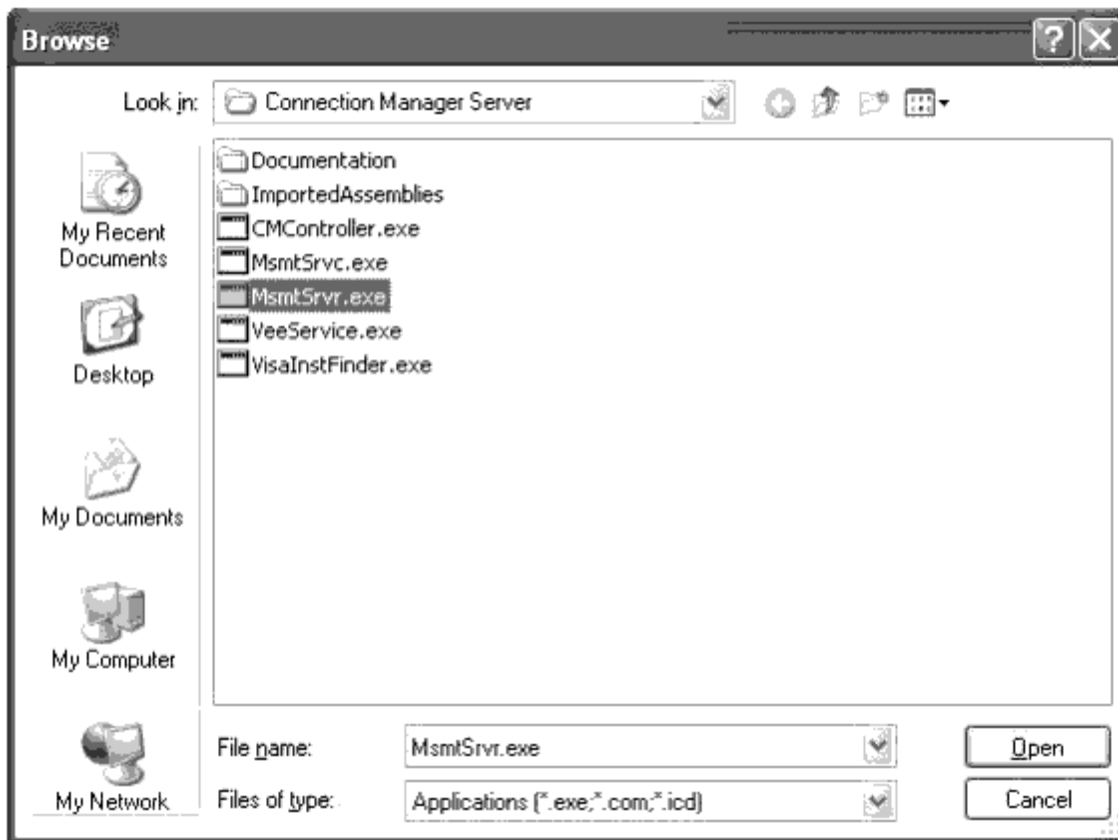 Browse
Look in: Connection Manager Server
Documentation
ImportedAssemblies
CMController.exe
MsmtSrvc.exe
MsmtSrvr.exe
VeeService.exe
VisaInstFinder.exe
My Recent
Documents
Desktop
My Documents
My Computer
My Network
File name: MsmtSrvr.exe
Open
Files of type: Applications (*.exe;*.com;*.icd)
Cancel